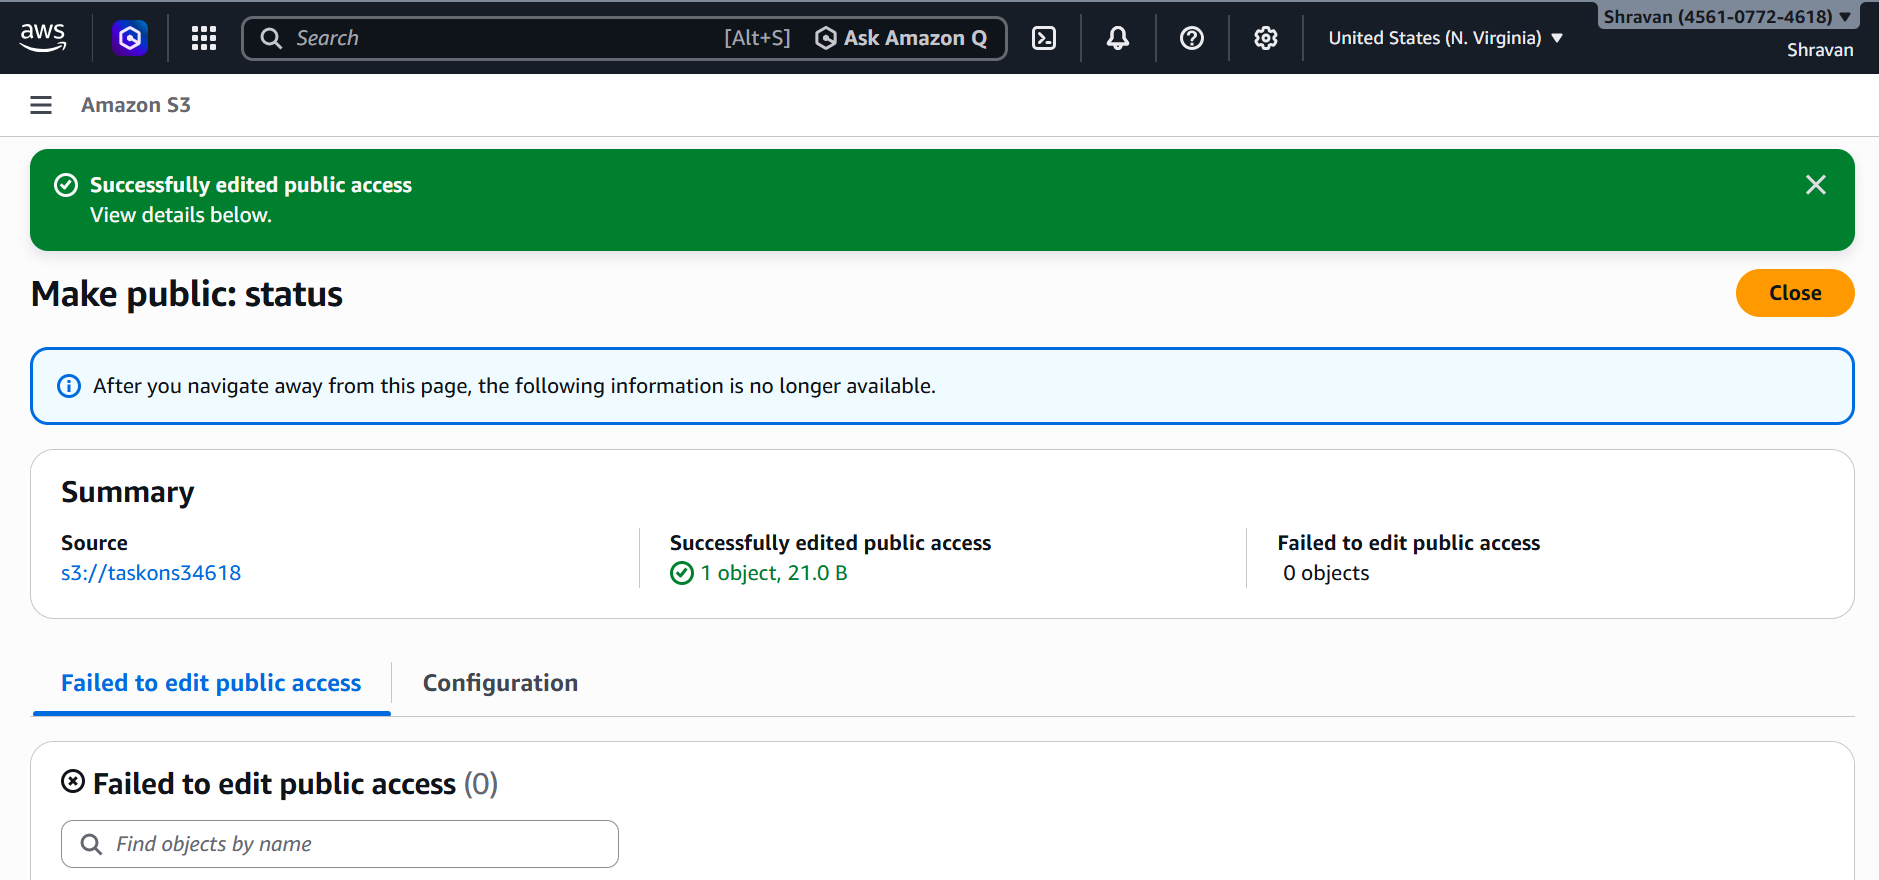 aws
Search [Alt+S] Ask Amazon Q
United States (N. Virginia) ▼
Shravan (4561-0772-4618) ▼
Shravan
Amazon S3
Successfully edited public access
View details below.
Make public: status
Close
After you navigate away from this page, the following information is no longer available.
Summary
Source
s3://taskons34618
Successfully edited public access
1 object, 21.0 B
Failed to edit public access
0 objects
Failed to edit public access
Configuration
Failed to edit public access (0)
Find objects by name